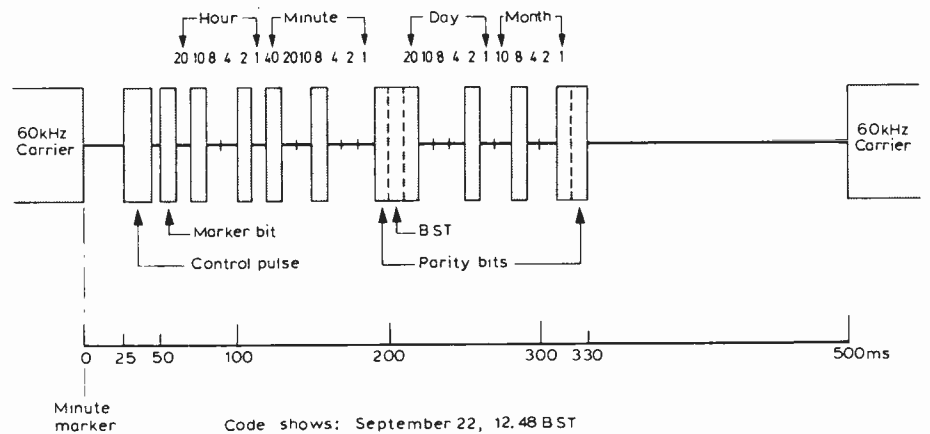 Hour Minute Day Month
20 10 8 4 2 1 40 20 10 8 4 2 1 20 10 8 4 2 1 10 8 4 2 1
60kHz Carrier
60kHz Carrier
Marker bit
BST
Control pulse
Parity bits
0 25 50 100 200 300 330 500ms
Minute marker
Code shows: September 22, 12.48 BST